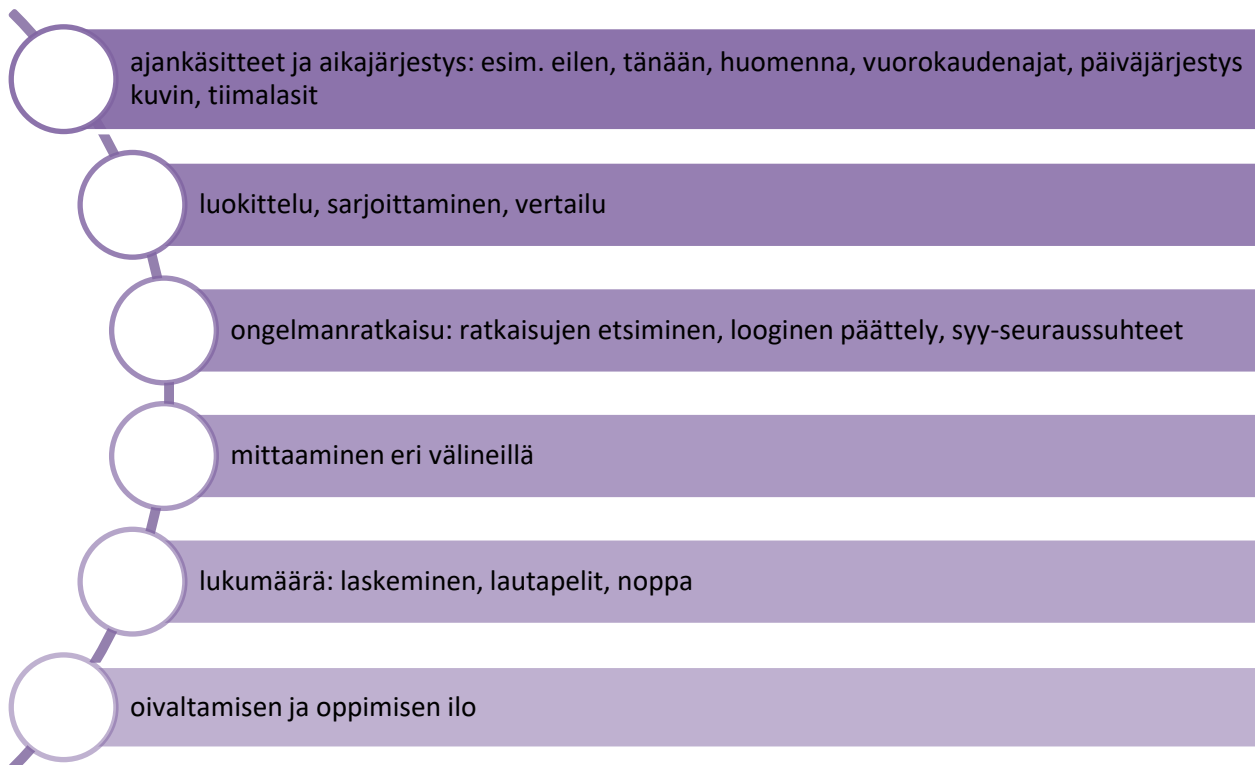 ajankäsitteet ja aikajärjestys: esim. eilen, tänään, huomenna, vuorokaudenajat, päiväjärjestys
kuvin, tiimalasit
luokittelu, sarjoittaminen, vertailu
ongelmanratkaisu: ratkaisujen etsiminen, looginen päättely, syy-seuraussuhteet
mittaaminen eri välineillä
lukumäärä: laskeminen, lautapelit, noppa
oivaltamisen ja oppimisen ilo